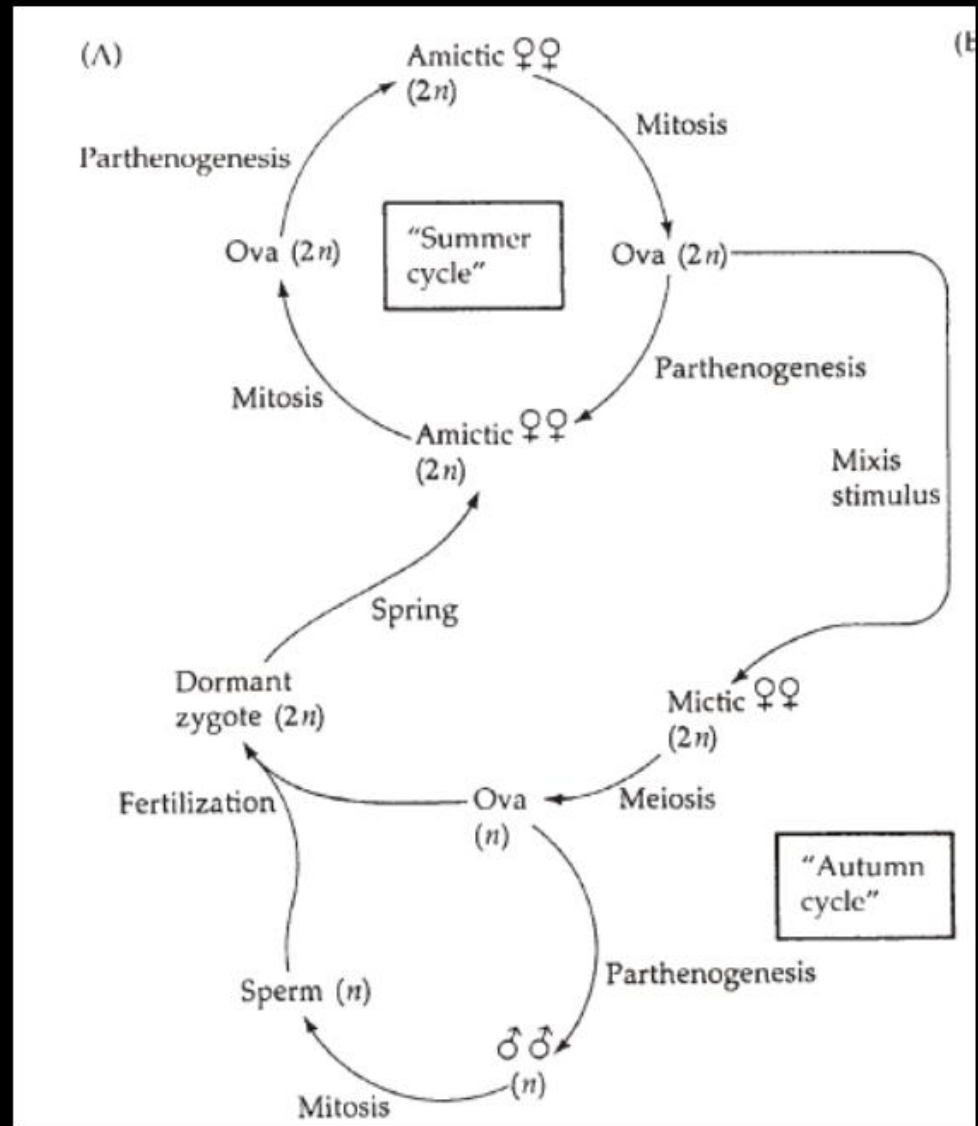 (A)
(B
Amictic ♀♀
(2n)
Mitosis
Parthenogenesis
"Summer
cycle"
Ova (2n)
Ova (2n)
Parthenogenesis
Mitosis
Amictic ♀♀
(2n)
Mixis
stimulus
Spring
Dormant
zygote (2n)
Mictic ♀♀
(2n)
Fertilization
Ova
(n)
Meiosis
"Autumn
cycle"
Parthenogenesis
Sperm (n)
♂♂
(n)
Mitosis